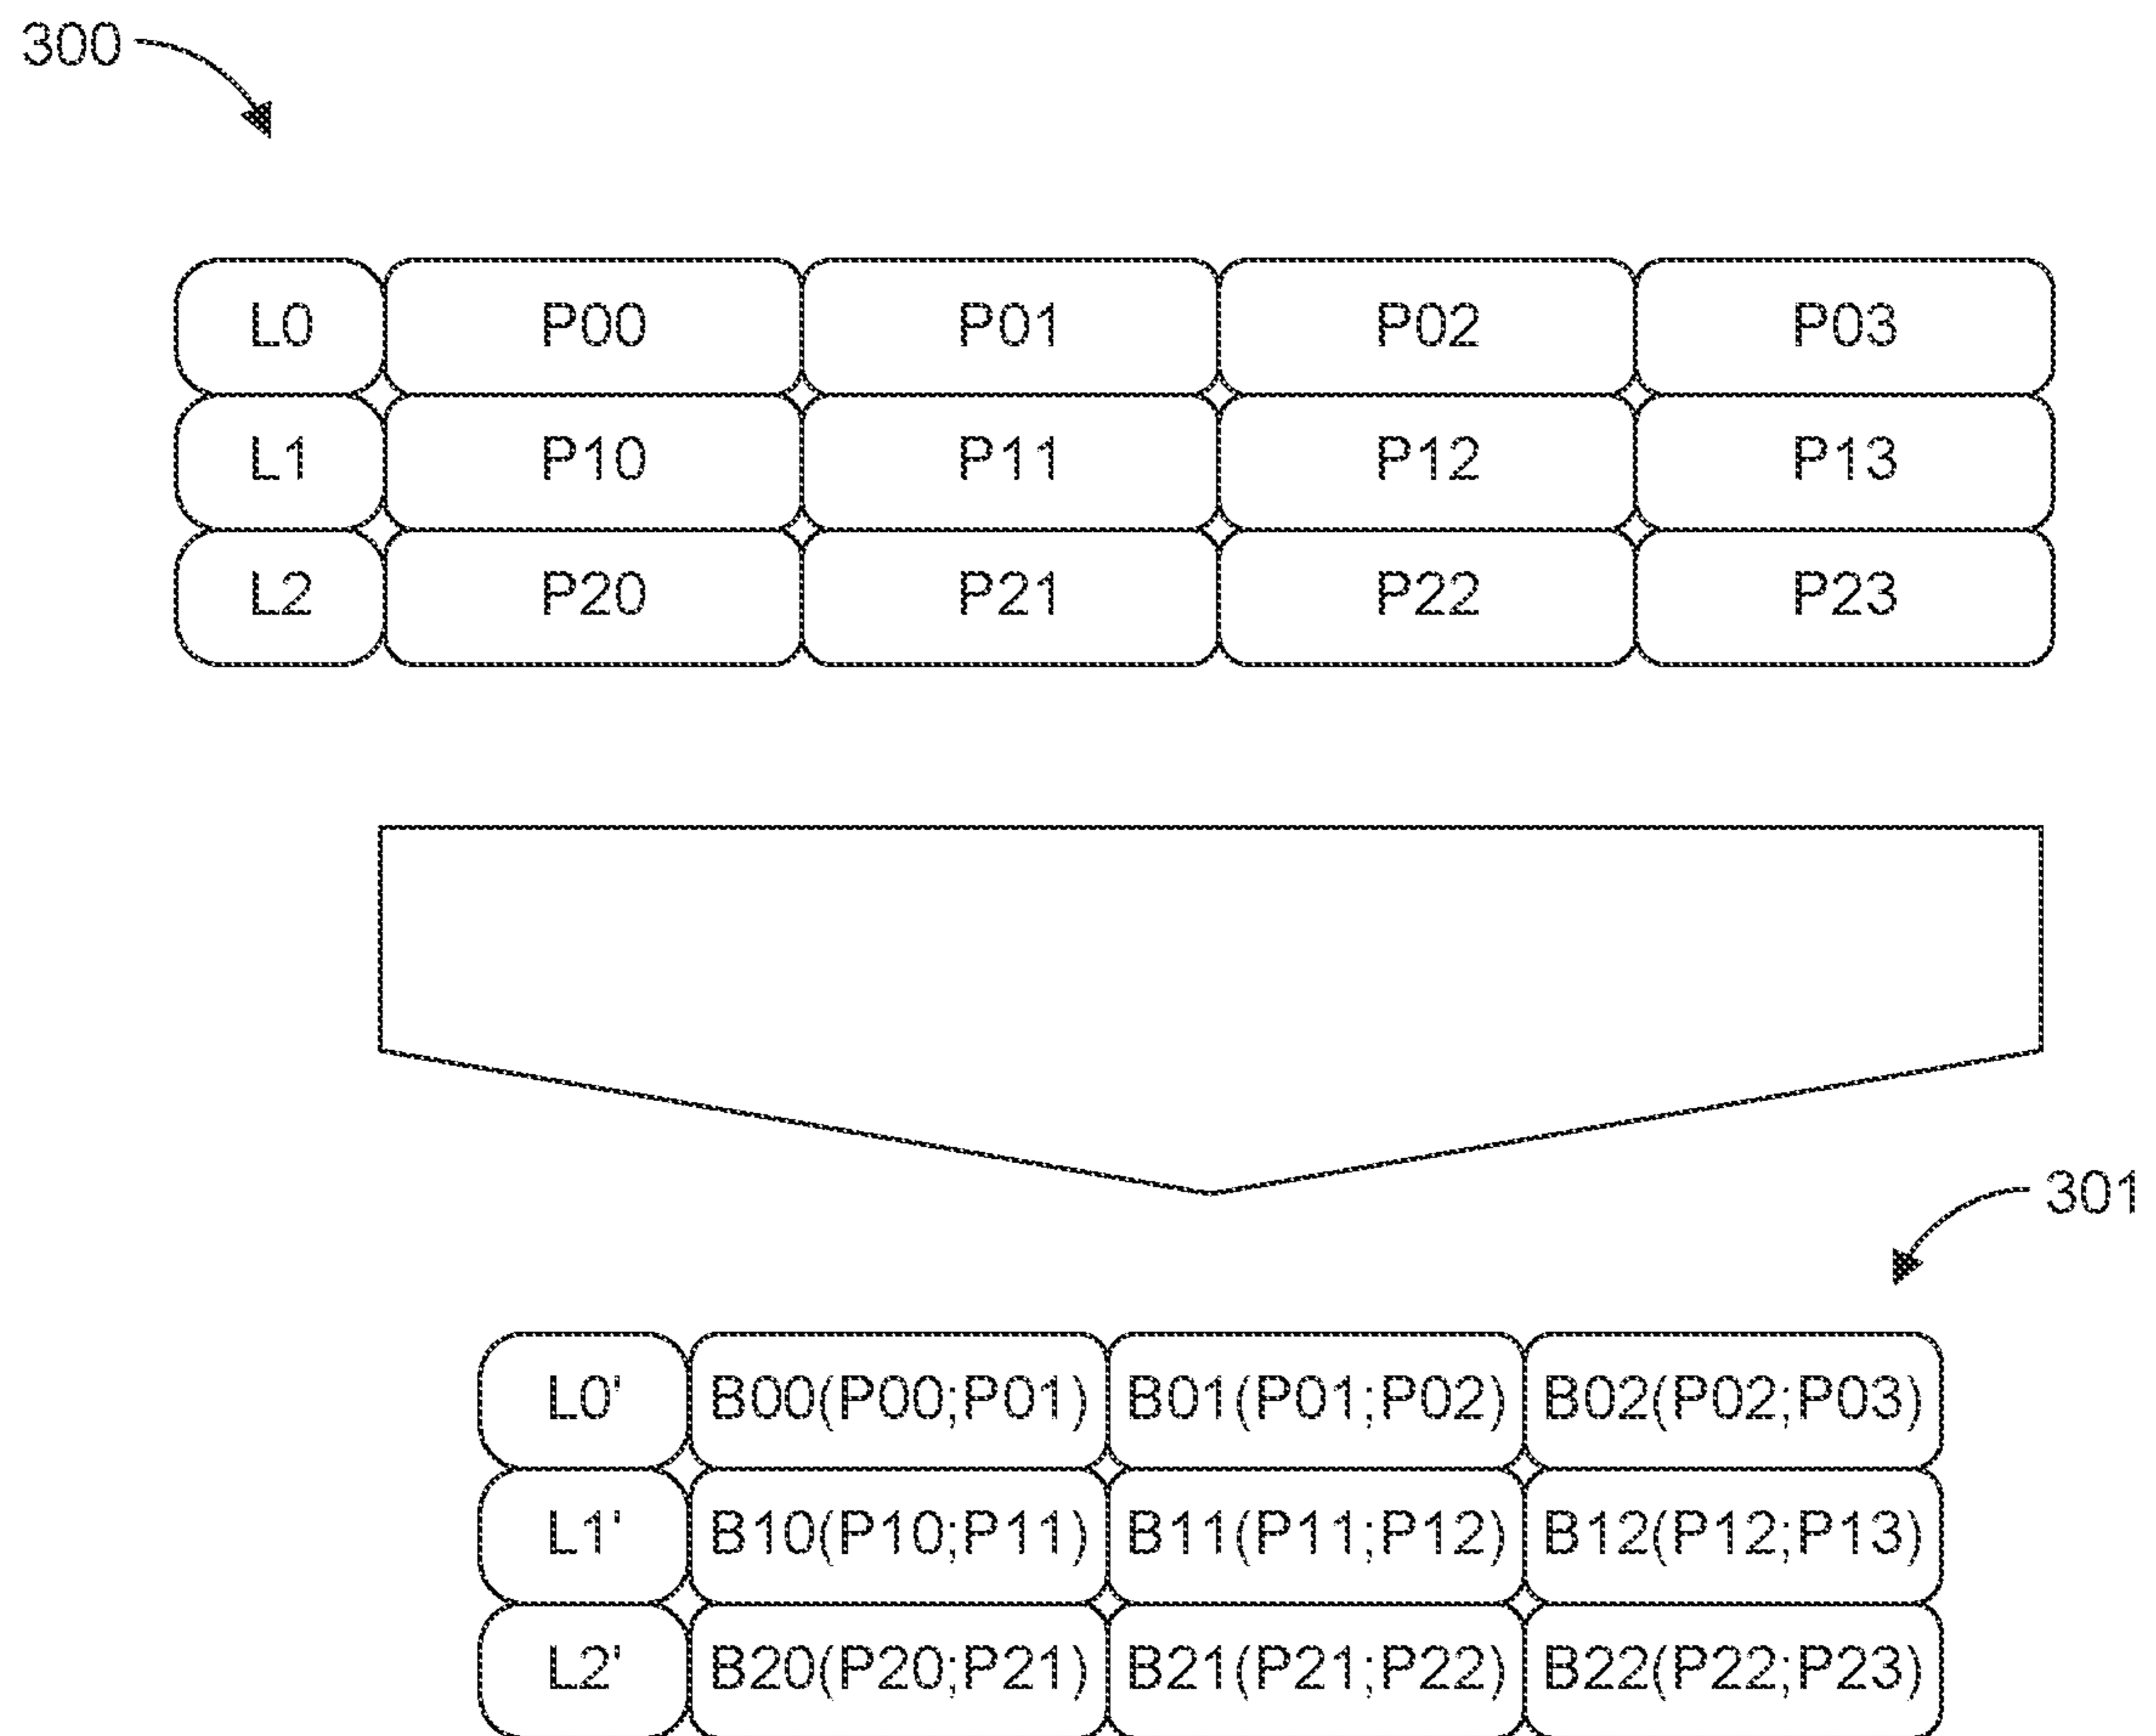 300
L0 P00 P01 P02 P03
L1 P10 P11 P12 P13
L2 P20 P21 P22 P23
301
L0' B00(P00;P01) B01(P01;P02) B02(P02;P03)
L1' B10(P10;P11) B11(P11;P12) B12(P12;P13)
L2' B20(P20;P21) B21(P21;P22) B22(P22;P23)